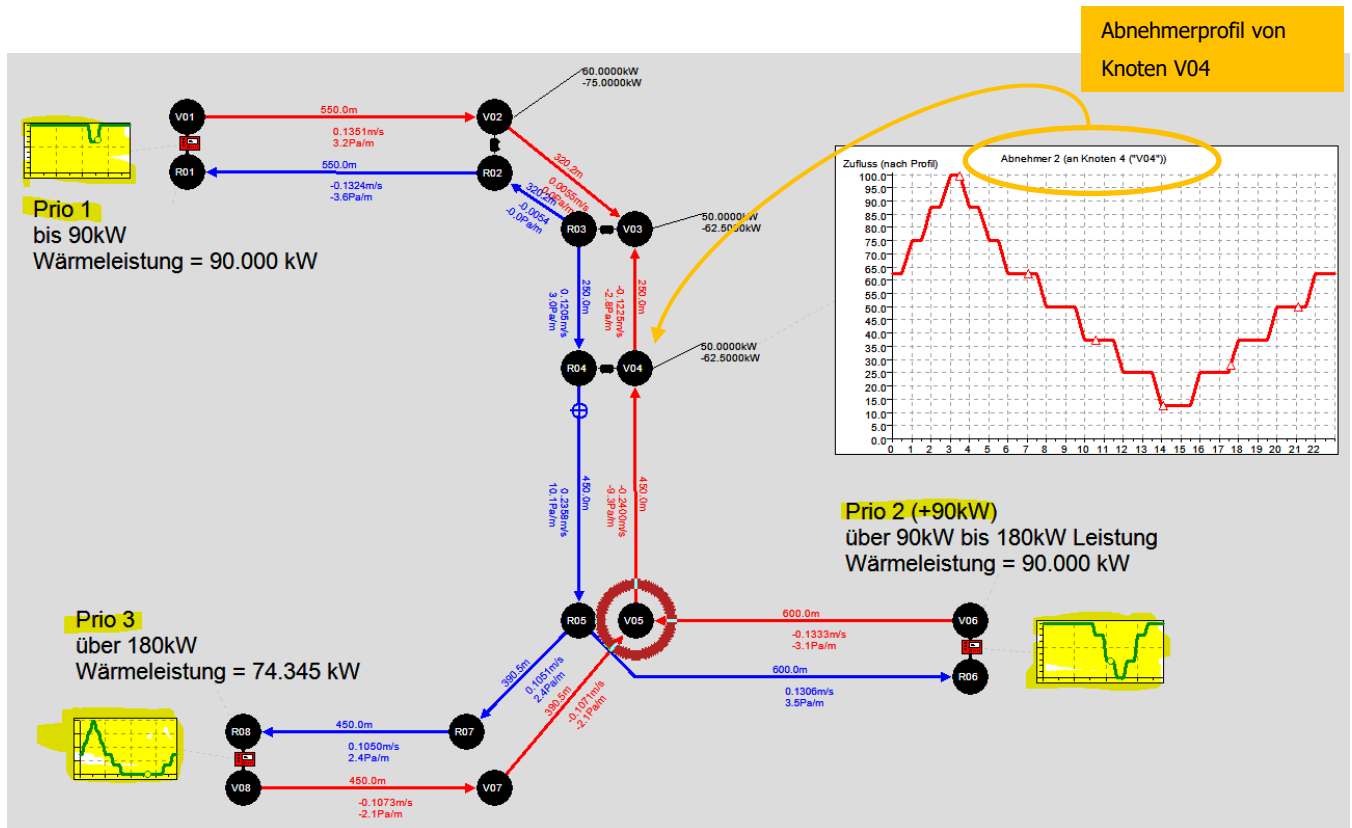 Abnehmerprofil von
Knoten V04
60.0000kW
-75.0000kW
V01
550.0m
V02
0.1351m/s
3.2Pa/m
R01
550.0m
R02
-0.1324m/s
-3.6Pa/m
320.2m
0.0055m/s
0.0Pa/m
320.2m
-0.0054
-0.0Pa/m
Prio 1
bis 90kW
Wärmeleistung = 90.000 kW
R03
V03
50.0000kW
-62.5000kW
250.0m
0.1205m/s
3.0Pa/m
250.0m
-0.1225m/s
-2.8Pa/m
R04
V04
50.0000kW
-62.5000kW
Zufluss (nach Profil)
Abnehmer 2 (an Knoten 4 ("V04"))
100.0
95.0
90.0
85.0
80.0
75.0
70.0
65.0
60.0
55.0
50.0
45.0
40.0
35.0
30.0
25.0
20.0
15.0
10.0
5.0
0.0
0 1 2 3 4 5 6 7 8 9 10 11 12 13 14 15 16 17 18 19 20 21 22
450.0m
0.2358m/s
10.1Pa/m
450.0m
-0.2400m/s
-9.3Pa/m
Prio 2 (+90kW)
über 90kW bis 180kW Leistung
Wärmeleistung = 90.000 kW
R05
V05
600.0m
V06
-0.1333m/s
-3.1Pa/m
600.0m
R06
0.1306m/s
3.5Pa/m
Prio 3
über 180kW
Wärmeleistung = 74.345 kW
390.5m
0.1051m/s
2.4Pa/m
390.5m
-0.1071m/s
-2.1Pa/m
R08
450.0m
R07
0.1050m/s
2.4Pa/m
V08
450.0m
V07
-0.1073m/s
-2.1Pa/m